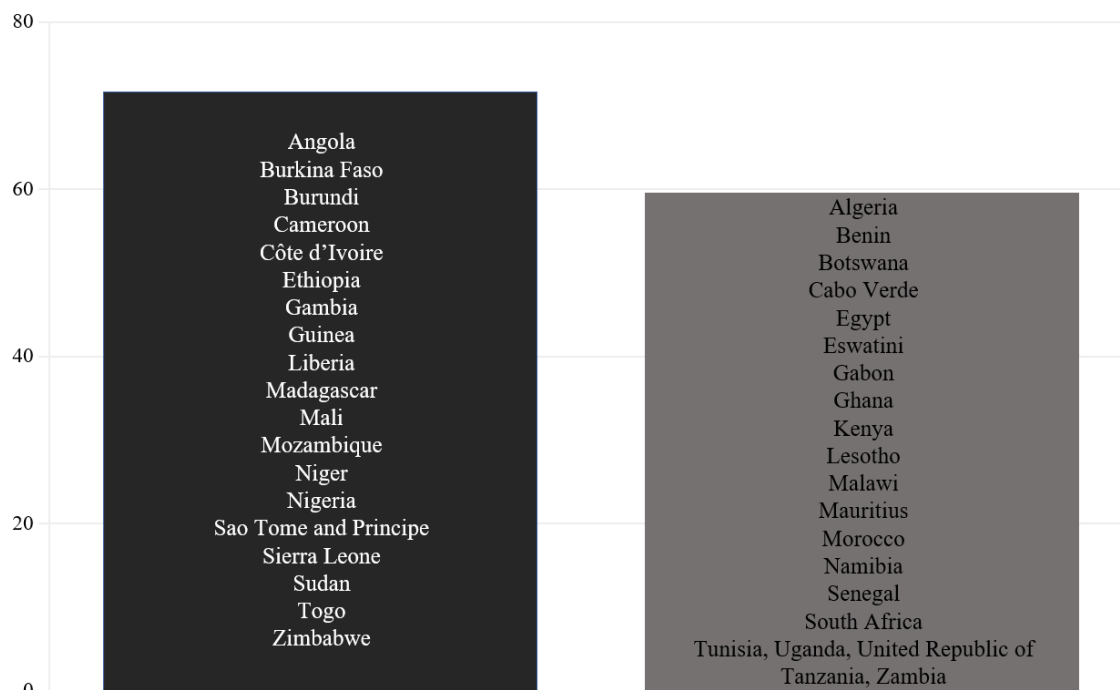 80
60
40
20
0
Angola
Burkina Faso
Burundi
Cameroon
Côte d’Ivoire
Ethiopia
Gambia
Guinea
Liberia
Madagascar
Mali
Mozambique
Niger
Nigeria
Sao Tome and Principe
Sierra Leone
Sudan
Togo
Zimbabwe
Algeria
Benin
Botswana
Cabo Verde
Egypt
Eswatini
Gabon
Ghana
Kenya
Lesotho
Malawi
Mauritius
Morocco
Namibia
Senegal
South Africa
Tunisia, Uganda, United Republic of
Tanzania, Zambia